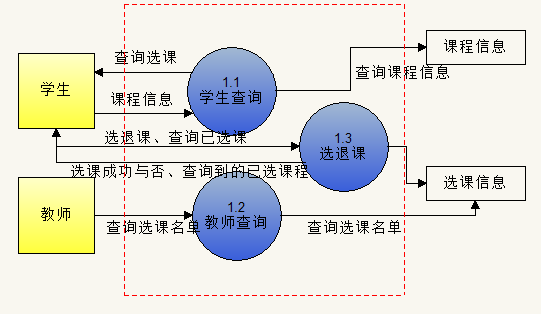 查询选课
课程信息
1.1
学生查询
学生
查询课程信息
课程信息
选退课、查询已选课
1.3
选退课
选课成功与否、查询到的已选课程
选课信息
1.2
教师查询
教师
查询选课名单
查询选课名单